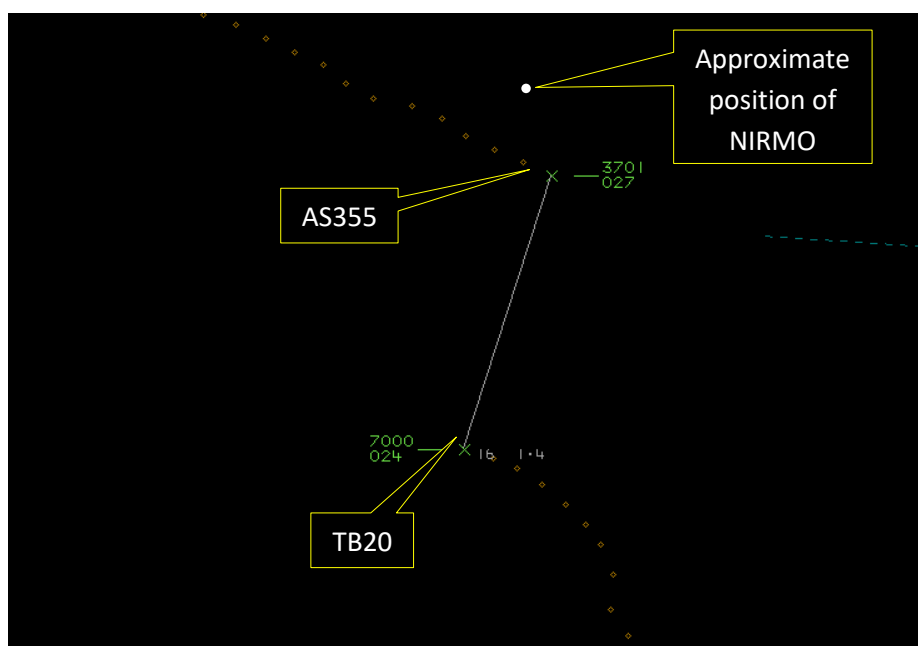 Approximate
position of
NIRMO
3701
027
AS355
7000
024
16 1.4
TB20